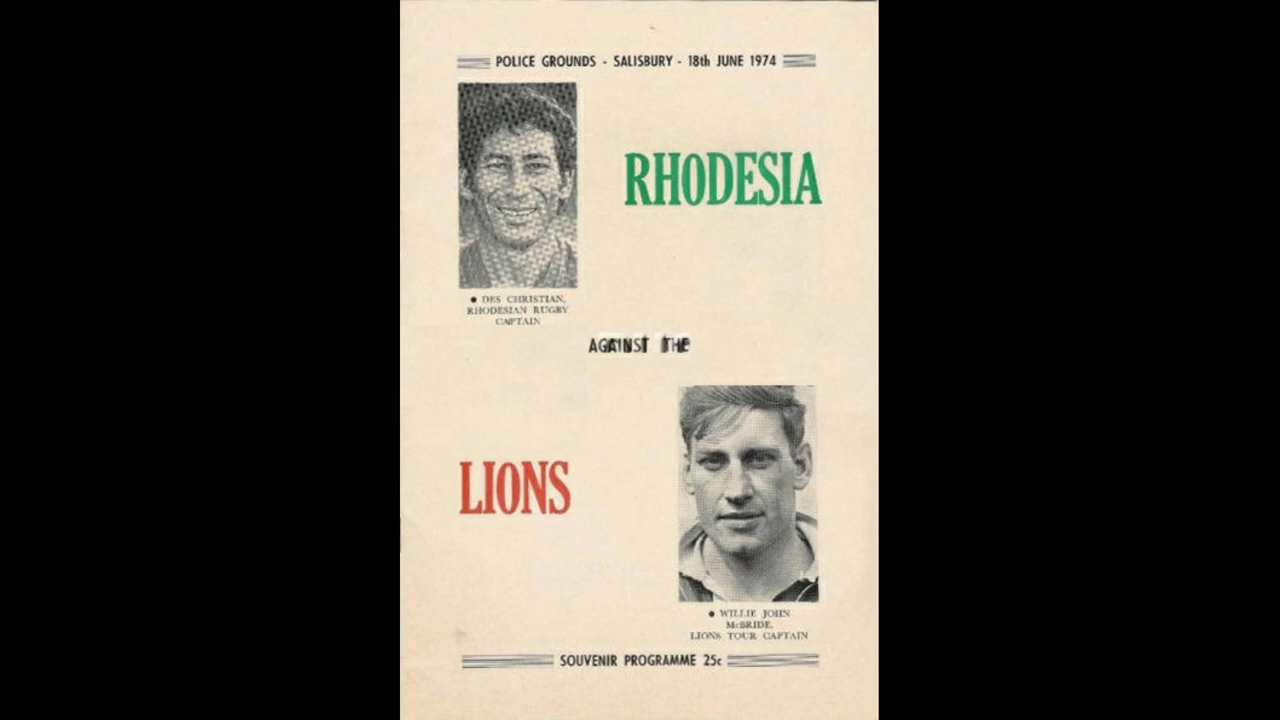 POLICE GROUNDS - SALISBURY - 18th JUNE 1974
RHODESIA
● DES CHRISTIAN,
RHODESIAN RUGBY
CAPTAIN
AGAINST THE
LIONS
● WILLIE JOHN
McBRIDE,
LIONS TOUR CAPTAIN
SOUVENIR PROGRAMME 25c